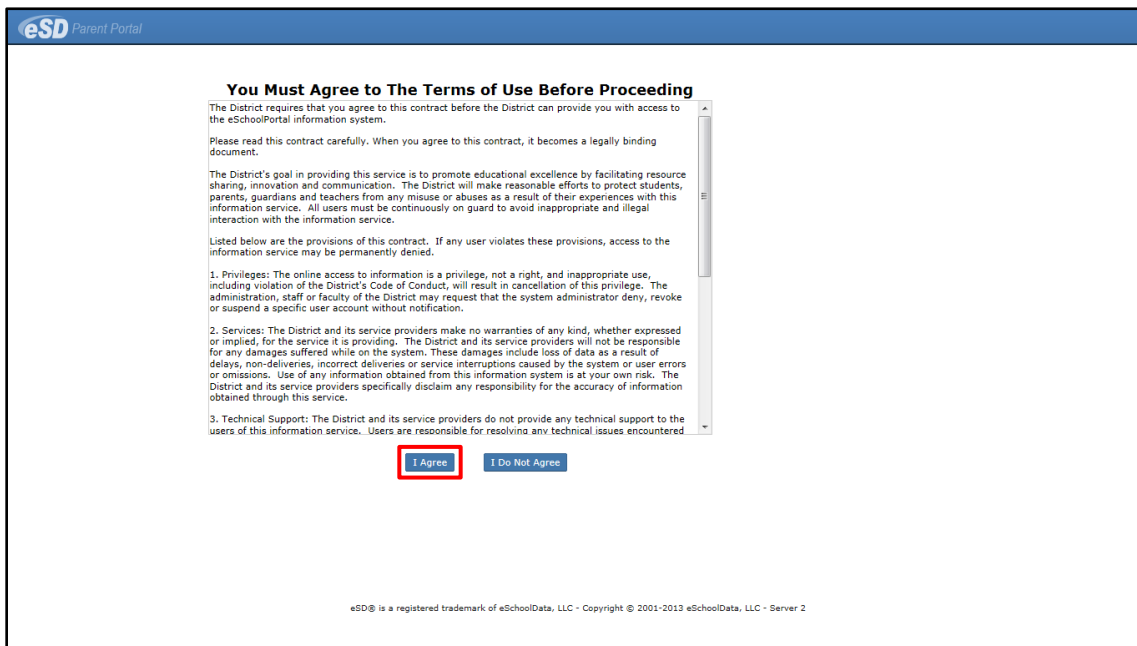 eSD Parent Portal
You Must Agree to The Terms of Use Before Proceeding
The District requires that you agree to this contract before the District can provide you with access to
the eSchoolPortal information system.
Please read this contract carefully. When you agree to this contract, it becomes a legally binding
document.
The District's goal in providing this service is to promote educational excellence by facilitating resource
sharing, innovation and communication.  The District will make reasonable efforts to protect students,
parents, guardians and teachers from any misuse or abuses as a result of their experiences with this
information service.  All users must be continuously on guard to avoid inappropriate and illegal
interaction with the information service.
Listed below are the provisions of this contract.  If any user violates these provisions, access to the
information service may be permanently denied.
1. Privileges: The online access to information is a privilege, not a right, and inappropriate use,
including violation of the District's Code of Conduct, will result in cancellation of this privilege.  The
administration, staff or faculty of the District may request that the system administrator deny, revoke
or suspend a specific user account without notification.
2. Services: The District and its service providers make no warranties of any kind, whether expressed
or implied, for the service it is providing.  The District and its service providers will not be responsible
for any damages suffered while on the system. These damages include loss of data as a result of
delays, non-deliveries, incorrect deliveries or service interruptions caused by the system or user errors
or omissions.  Use of any information obtained from this information system is at your own risk.  The
District and its service providers specifically disclaim any responsibility for the accuracy of information
obtained through this service.
3. Technical Support: The District and its service providers do not provide any technical support to the
users of this information service.  Users are responsible for resolving any technical issues encountered
I Agree I Do Not Agree
eSD® is a registered trademark of eSchoolData, LLC - Copyright © 2001-2013 eSchoolData, LLC - Server 2